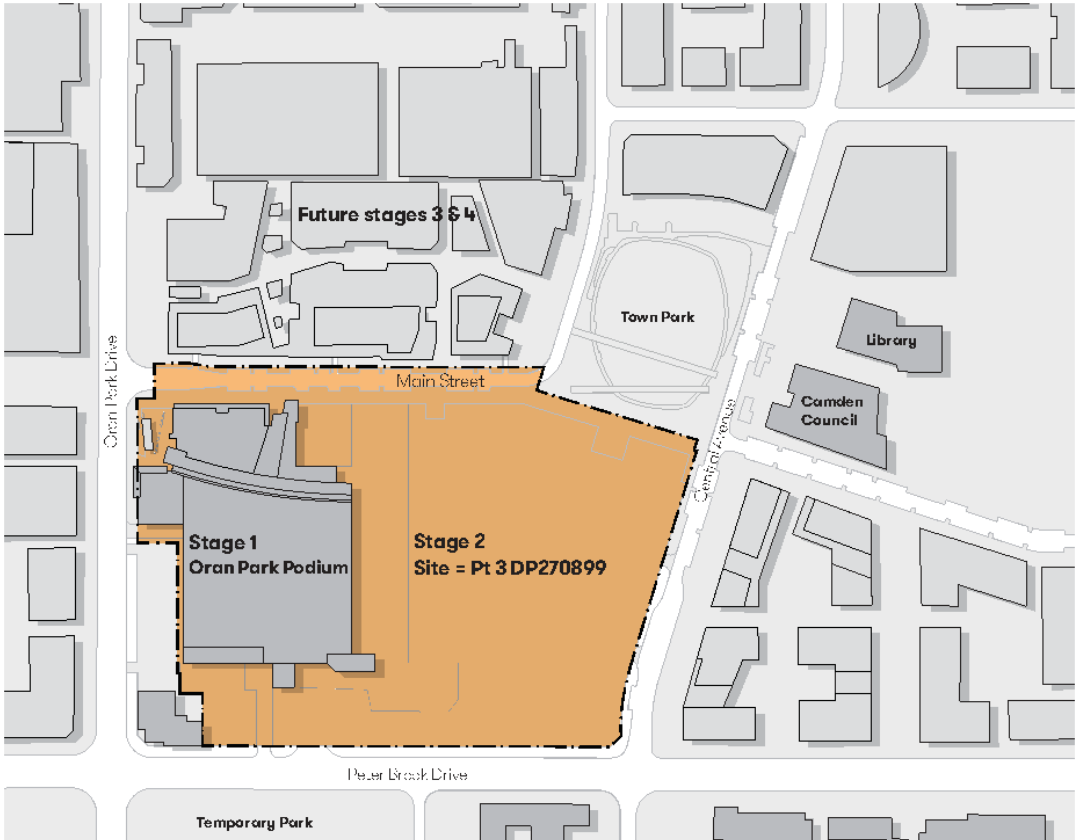 Future stages 3 & 4
Town Park
Library
Oran Park Drive
Main Street
Camden
Council
Central Avenue
Stage 1
Oran Park Podium
Stage 2
Site = Pt 3 DP270899
Peter Brock Drive
Temporary Park